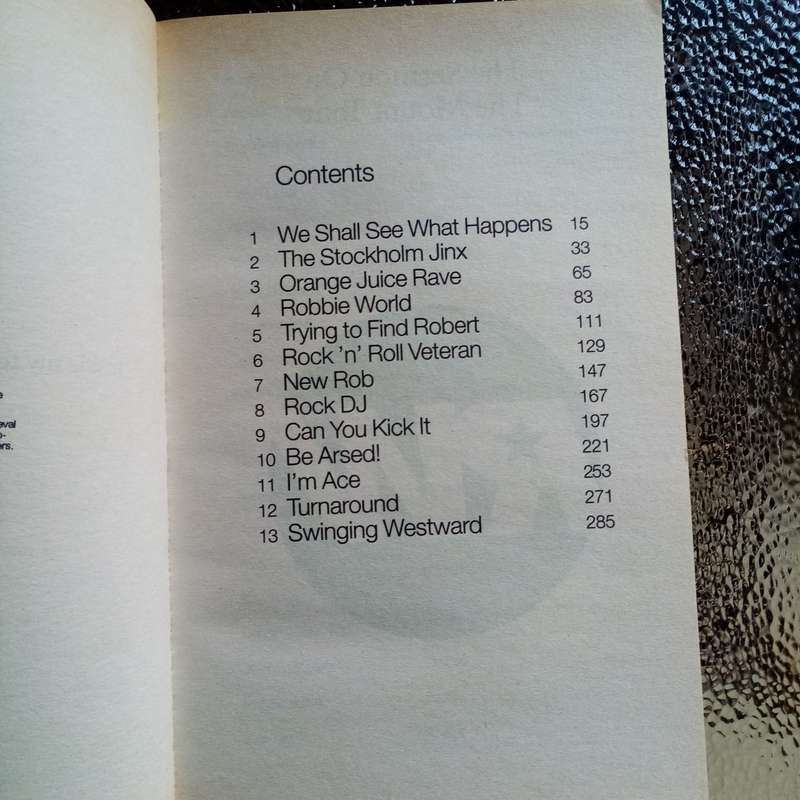 Contents
1 We Shall See What Happens 15
2 The Stockholm Jinx 33
3 Orange Juice Rave 65
4 Robbie World 83
5 Trying to Find Robert 111
6 Rock 'n' Roll Veteran 129
7 New Rob 147
8 Rock DJ 167
9 Can You Kick It 197
10 Be Arsed! 221
11 I'm Ace 253
12 Turnaround 271
13 Swinging Westward 285